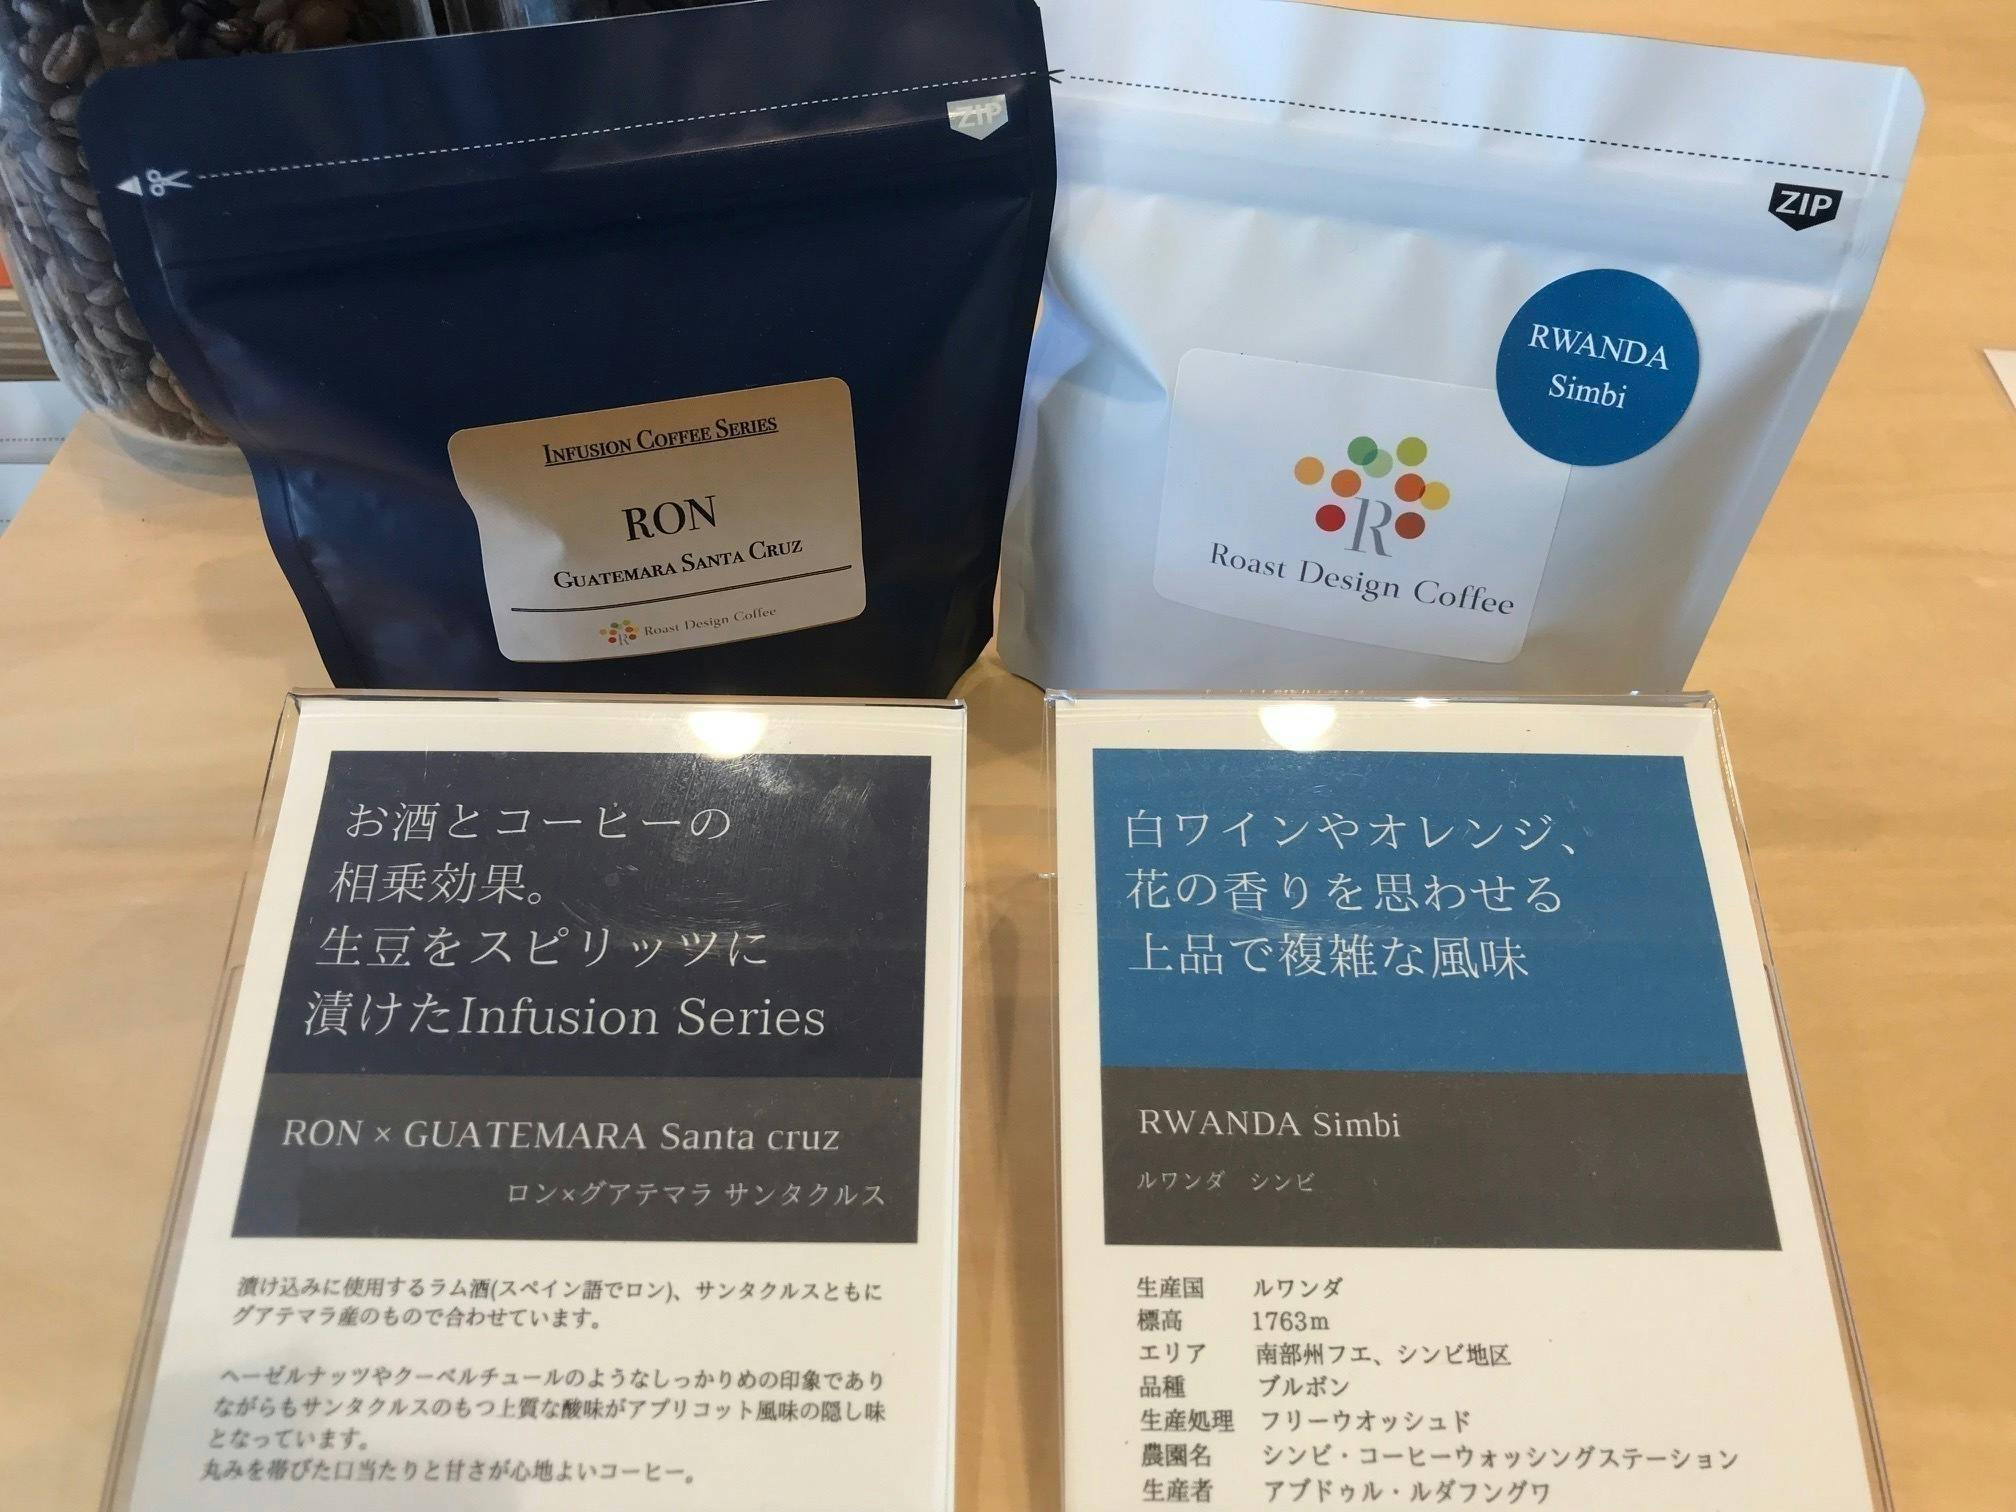 ZIP
INFUSION COFFEE SERIES
RON
GUATEMARA SANTA CRUZ
Roast Design Coffee
ZIP
RWANDA
Simbi
R
Roast Design Coffee
お酒とコーヒーの
相乗効果。
生豆をスピリッツに
漬けたInfusion Series
RON × GUATEMARA Santa cruz
ロン×グアテマラ サンタクルス
漬け込みに使用するラム酒(スペイン語でロン)、サンタクルスともに
グアテマラ産のもので合わせています。
ヘーゼルナッツやクーベルチュールのようなしっかりめの印象であり
ながらもサンタクルスのもつ上質な酸味がアプリコット風味の隠し味
となっています。
丸みを帯びた口当たりと甘さが心地よいコーヒー。
白ワインやオレンジ、
花の香りを思わせる
上品で複雑な風味
RWANDA Simbi
ルワンダ シンビ
生産国 ルワンダ
標高 1763m
エリア 南部州フエ、シンビ地区
品種 ブルボン
生産処理 フリーウオッシュド
農園名 シンビ・コーヒーウォッシングステーション
生産者 アブドゥル・ルダフングワ